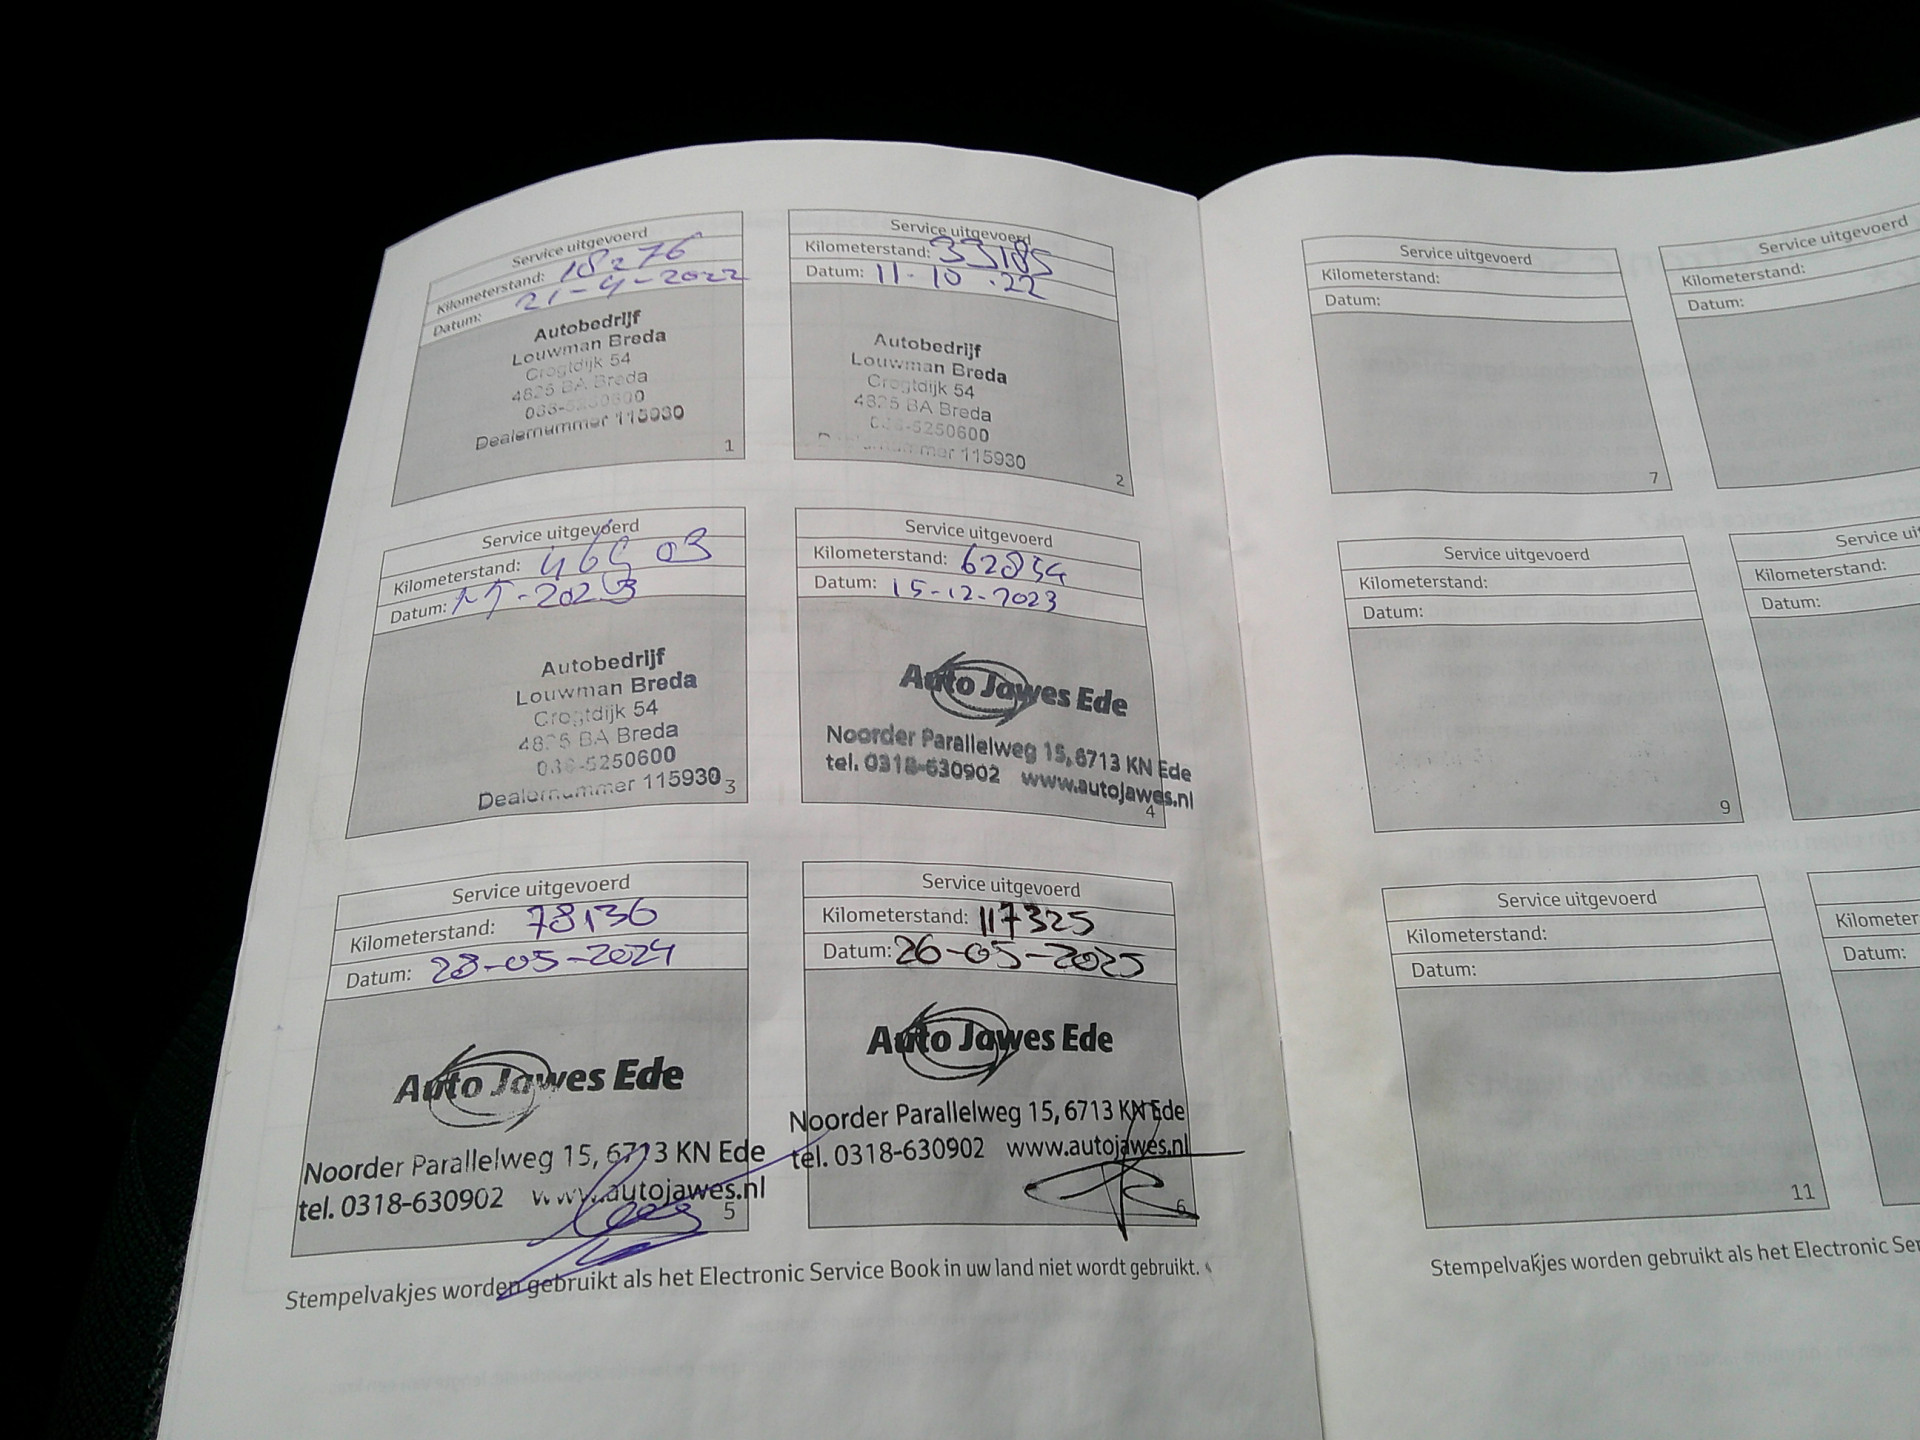 Service uitgevoerd
Kilometerstand: 18276
Datum: 21-4-2022
Autobedrijf
Louwman Breda
Crogtdijk 54
4825 BA Breda
Dealernummer 115930
1
Service uitgevoerd
Kilometerstand: 33185
Datum: 11-10-22
Autobedrijf
Louwman Breda
Crogtdijk 54
4825 BA Breda
115930
2
Service uitgevoerd
Kilometerstand:
Datum:
Autobedrijf
Louwman Breda
Crogtdijk 54
4825 BA Breda
Dealernummer 115930
3
Service uitgevoerd
Kilometerstand: 62834
Datum: 15-12-2023
Auto Jawes Ede
Noorder Parallelweg 15, 6713 KN Ede
tel. 0318-630902 www.autojawes.nl
4
Service uitgevoerd
Kilometerstand: 78136
Datum: 28-05-2024
Auto Jawes Ede
Noorder Parallelweg 15, 6713 KN Ede
tel. 0318-630902 www.autojawes.nl
5
Service uitgevoerd
Kilometerstand: 117325
Datum: 26-05-2025
Auto Jawes Ede
Noorder Parallelweg 15, 6713 KN Ede
tel. 0318-630902 www.autojawes.nl
6
Stempelvakjes worden gebruikt als het Electronic Service Book in uw land niet wordt gebruikt.
Service uitgevoerd
Kilometerstand:
Datum:
7
Service uitgevoerd
Kilometerstand:
Datum:
Service uitgevoerd
Kilometerstand:
Datum:
9
Service
Kilometerstand:
Datum:
Service uitgevoerd
Kilometerstand:
Datum:
11
Datum:
Stempelvakjes worden gebruikt als het Electronic